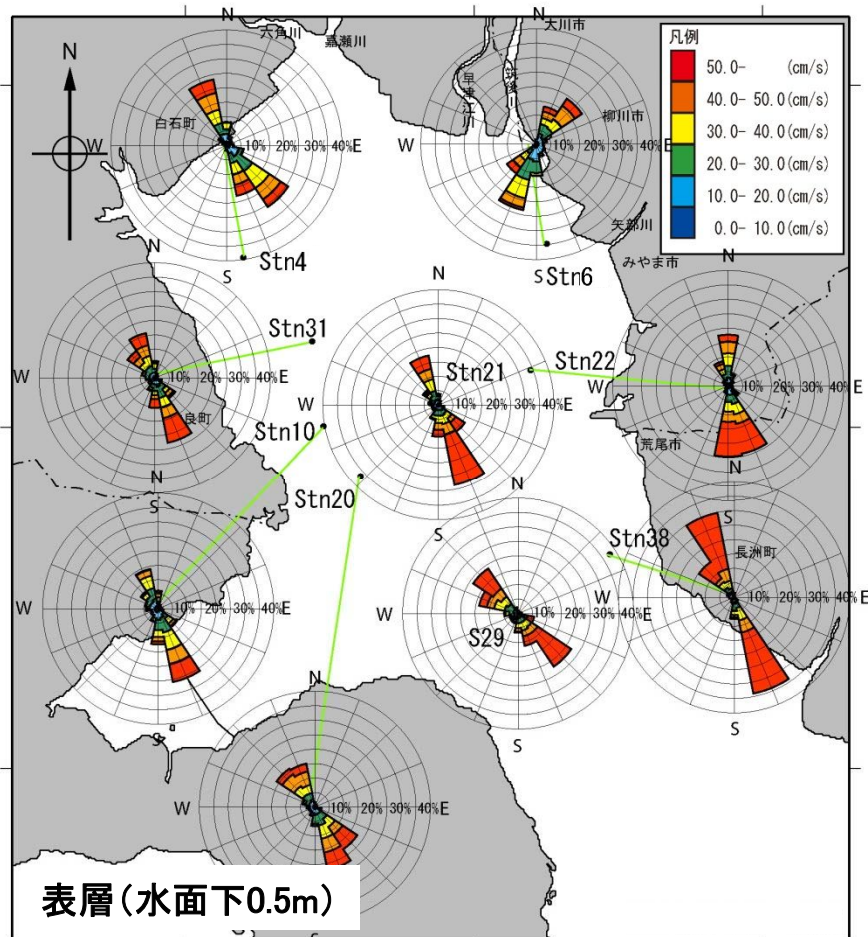 N
六角川
嘉瀬川
白石町
W
10% 20% 30% 40%E
S
Stn4
N
N
大川市
早津江川
筑後川
柳川市
W
10% 20% 30% 40%E
矢部川
みやま市
S
Stn6
凡例
50.0- (cm/s)
40.0- 50.0(cm/s)
30.0- 40.0(cm/s)
20.0- 30.0(cm/s)
10.0- 20.0(cm/s)
0.0- 10.0(cm/s)
N
Stn31
W
10% 20% 30% 40%E
良町
N
Stn21
W
10% 20% 30% 40%E
S
N
Stn22
W
10% 20% 30% 40%E
荒尾市
S
Stn10
Stn20
N
W
10% 20% 30% 40%E
S
N
W
10% 20% 30% 40%E
S29
S
Stn38
N
長洲町
W
10% 20% 30% 40%E
S
N
W
10% 20% 30% 40%E
表層(水面下0.5m)